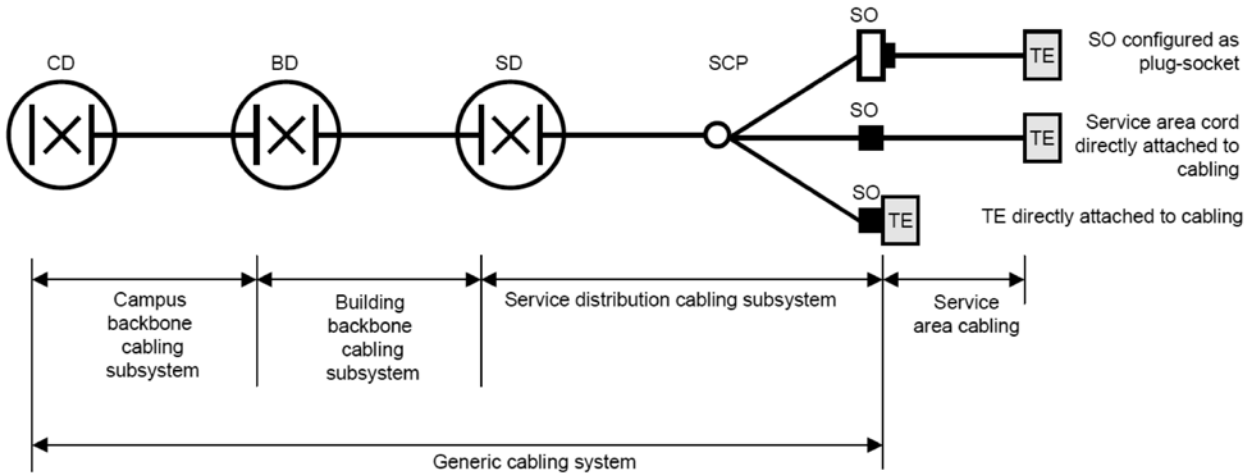 SO
CD
BD
SD
SCP
TE
SO configured as
plug-socket
SO
TE
Service area cord
directly attached to
cabling
SO
TE
TE directly attached to cabling
Campus
backbone
cabling
subsystem
Building
backbone
cabling
subsystem
Service distribution cabling subsystem
Service
area cabling
Generic cabling system